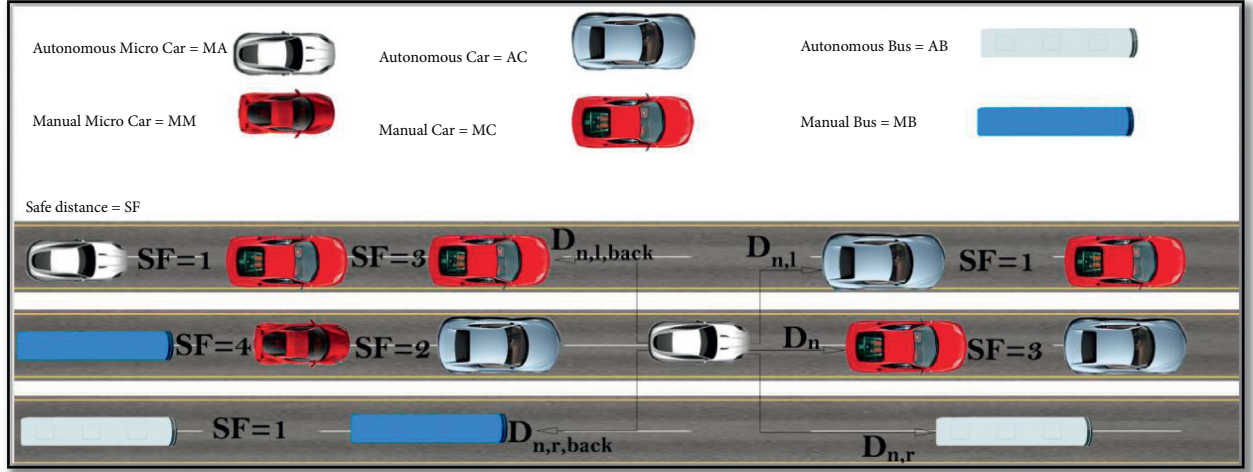 Autonomous Micro Car = MA
Autonomous Car = AC
Autonomous Bus = AB
Manual Micro Car = MM
Manual Car = MC
Manual Bus = MB
Safe distance = SF
SF=1 SF=3 Dn,l,back Dn,l SF=1
SF=4 SF=2 Dn SF=3
SF=1 Dn,r,back Dn,r